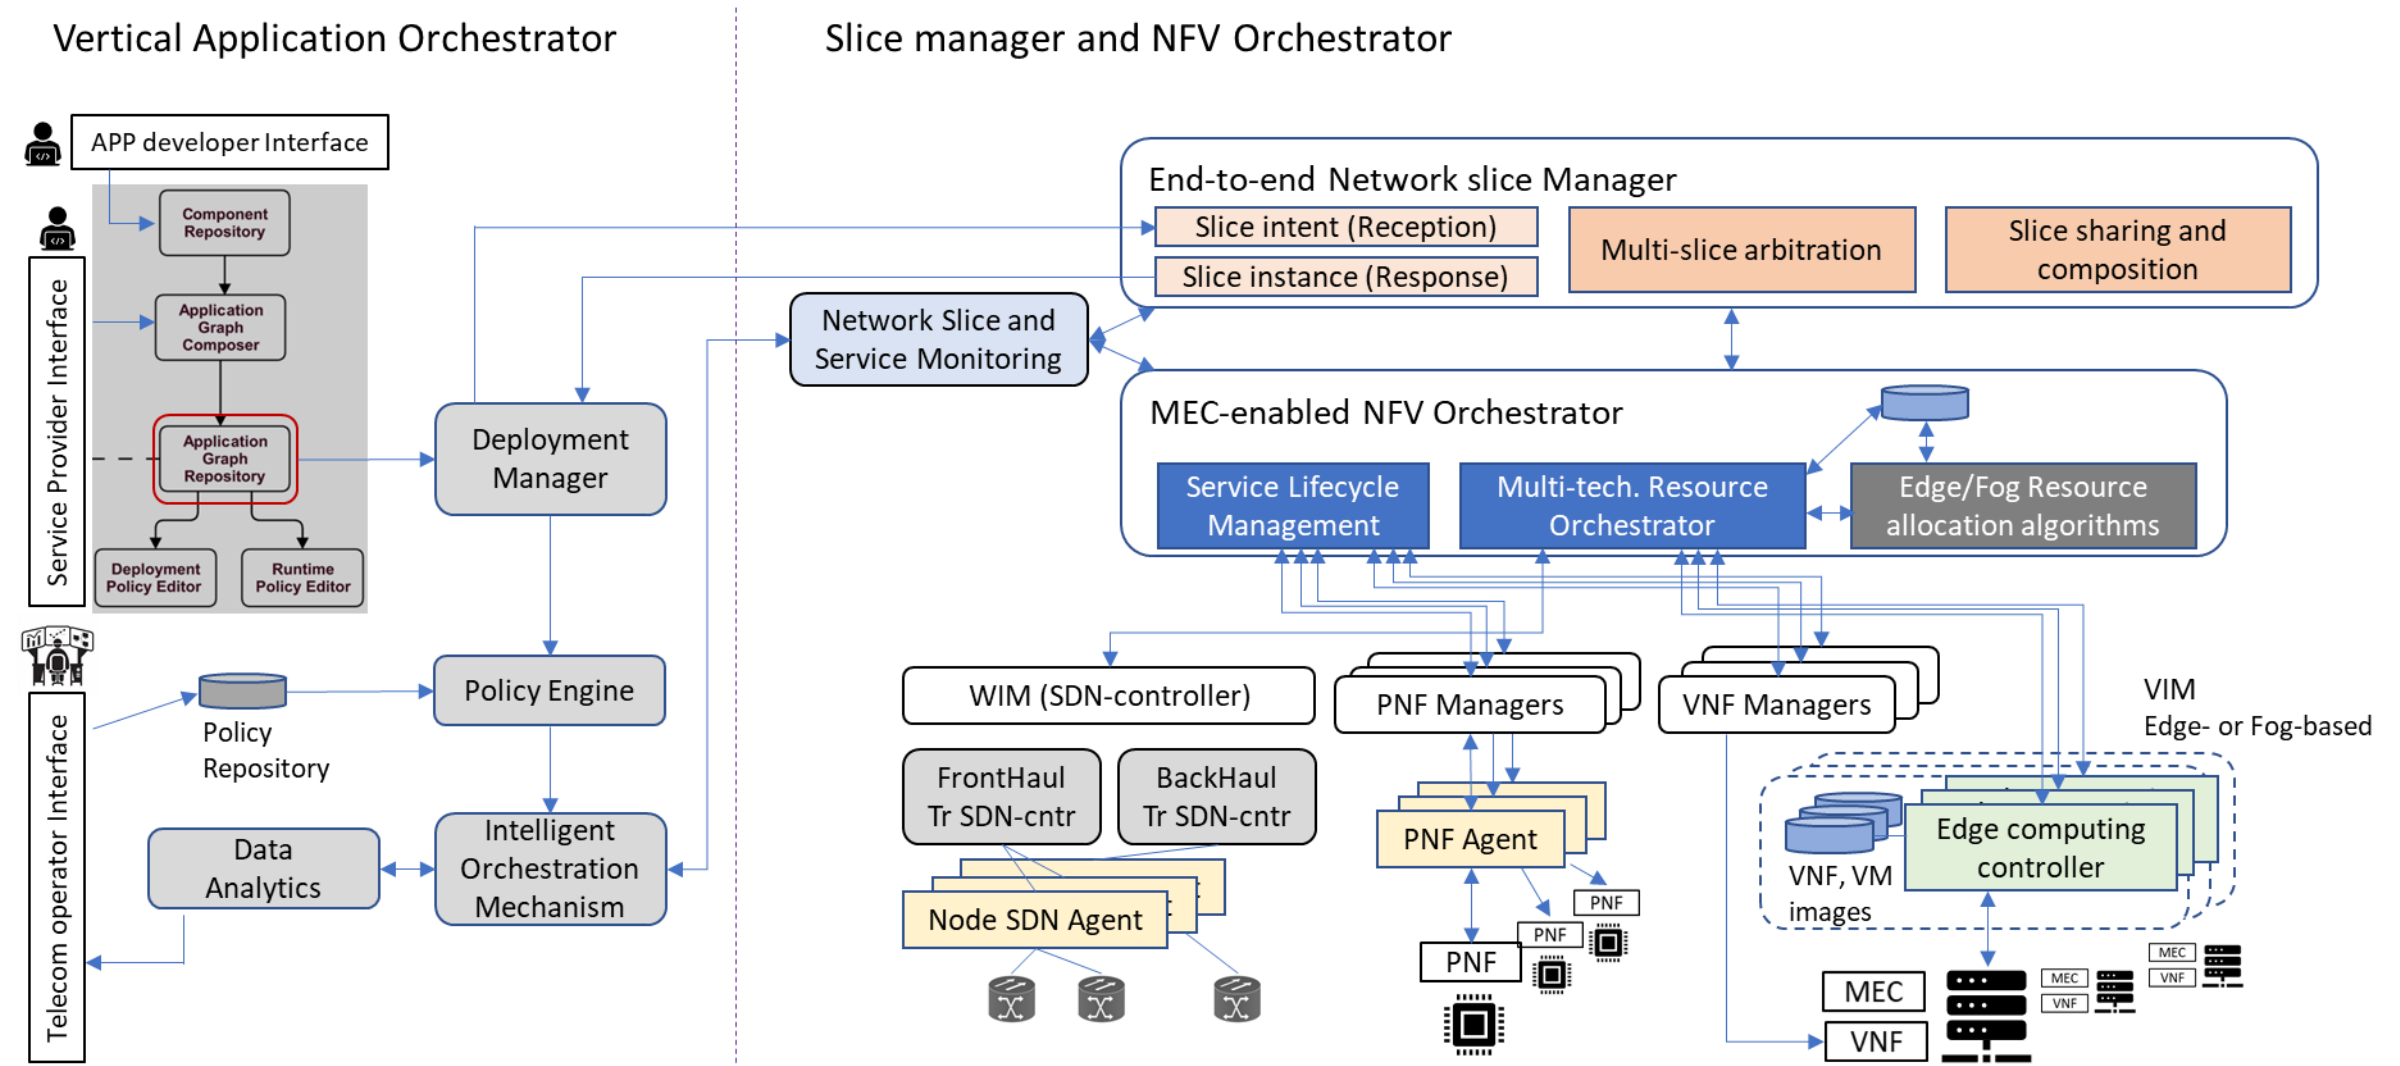 Vertical Application Orchestrator
Slice manager and NFV Orchestrator
APP developer Interface
Service Provider Interface
Component
Repository
Application
Graph
Composer
Application
Graph
Repository
Deployment
Policy Editor
Runtime
Policy Editor
Deployment
Manager
Telecom operator Interface
Policy
Repository
Policy Engine
Data
Analytics
Intelligent
Orchestration
Mechanism
Network Slice and
Service Monitoring
End-to-end Network slice Manager
Slice intent (Reception)
Slice instance (Response)
Multi-slice arbitration
Slice sharing and
composition
MEC-enabled NFV Orchestrator
Service Lifecycle
Management
Multi-tech. Resource
Orchestrator
Edge/Fog Resource
allocation algorithms
WIM (SDN-controller)
PNF Managers
VNF Managers
VIM
Edge- or Fog-based
FrontHaul
Tr SDN-cntr
BackHaul
Tr SDN-cntr
Node SDN Agent
PNF Agent
PNF
PNF
PNF
Edge computing
controller
VNF, VM
images
MEC
VNF
MEC
VNF
MEC
VNF